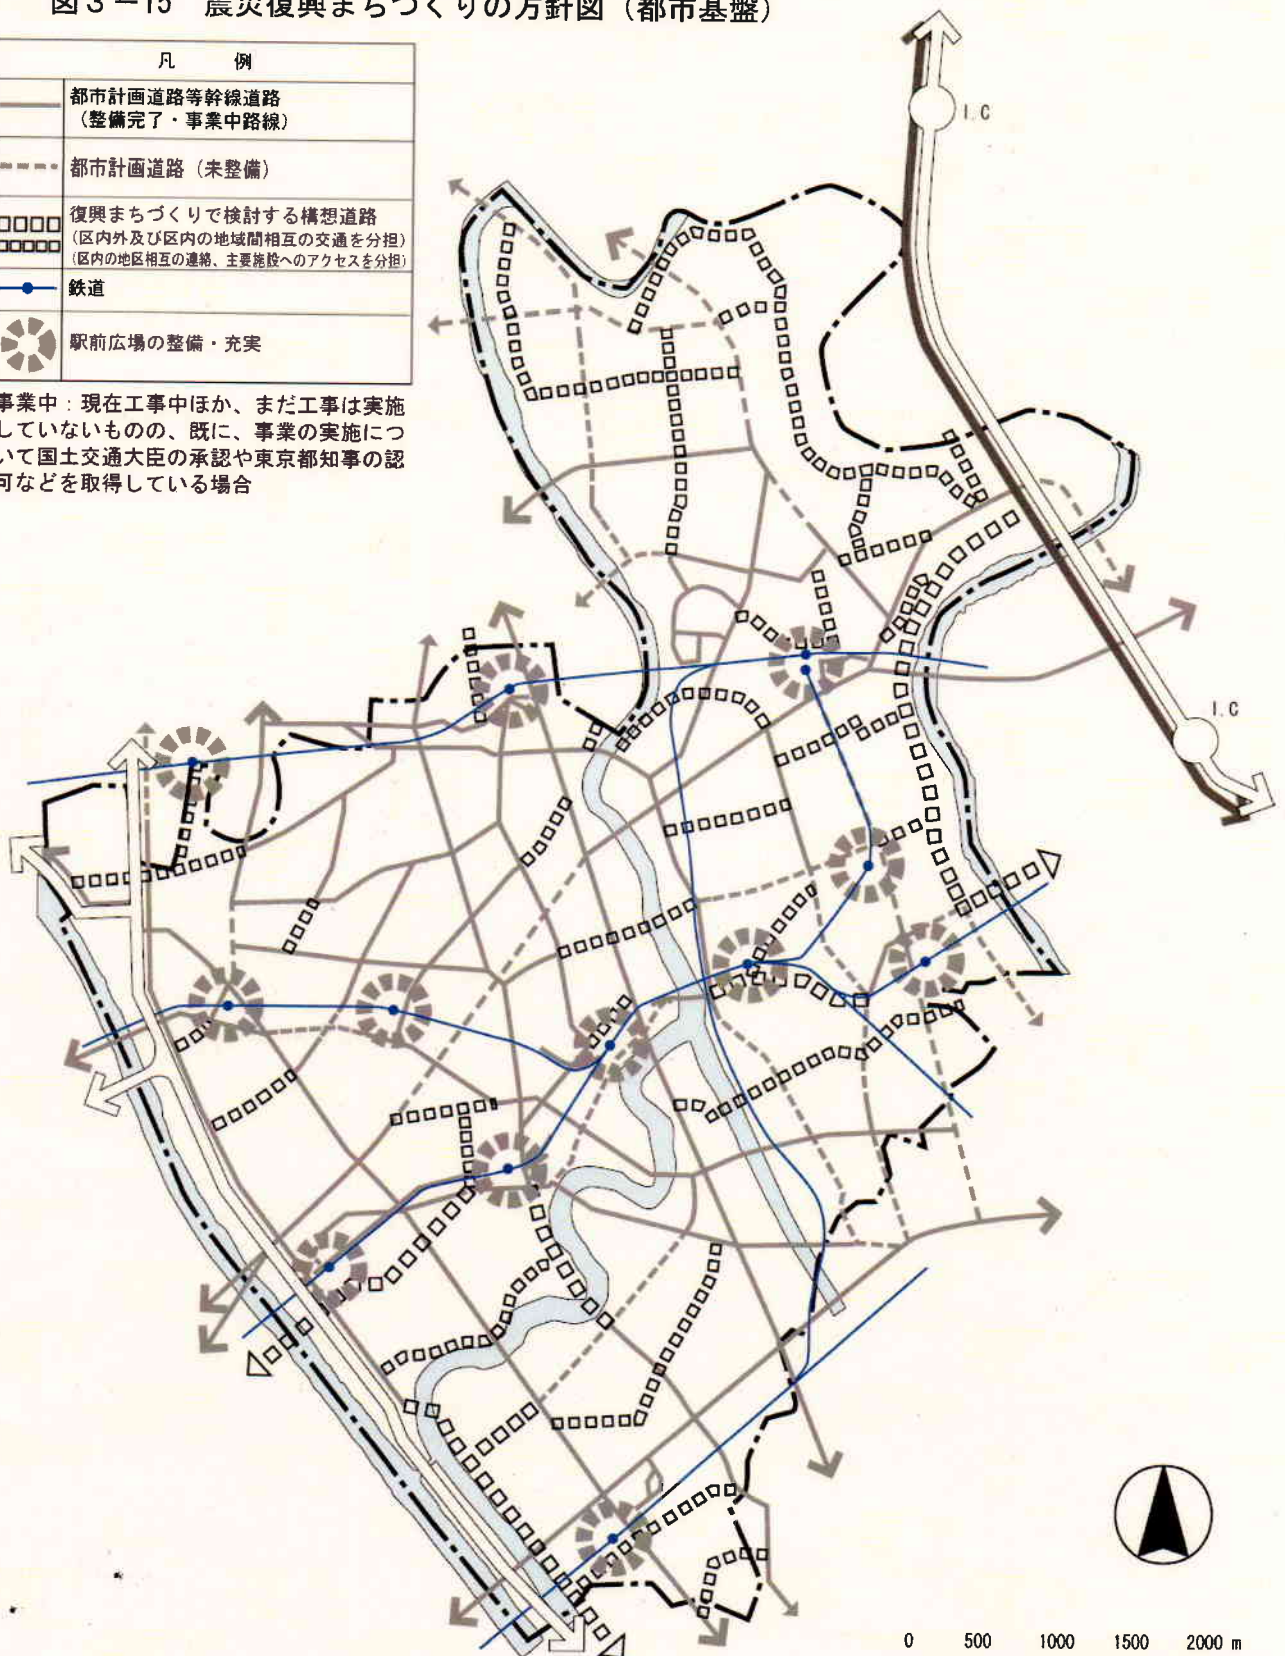 図3－15 震災復興まちづくりの方針図（都市基盤）
凡 例
都市計画道路等幹線道路
（整備完了・事業中路線）
都市計画道路（未整備）
復興まちづくりで検討する構想道路
（区内外及び区内の地域間相互の交通を分担）
（区内の地区相互の連絡、主要施設へのアクセスを分担）
鉄道
駅前広場の整備・充実
事業中：現在工事中ほか、まだ工事は実施
していないものの、既に、事業の実施につ
いて国土交通大臣の承認や東京都知事の認
可などを取得している場合
I.C
I.C
0 500 1000 1500 2000 m